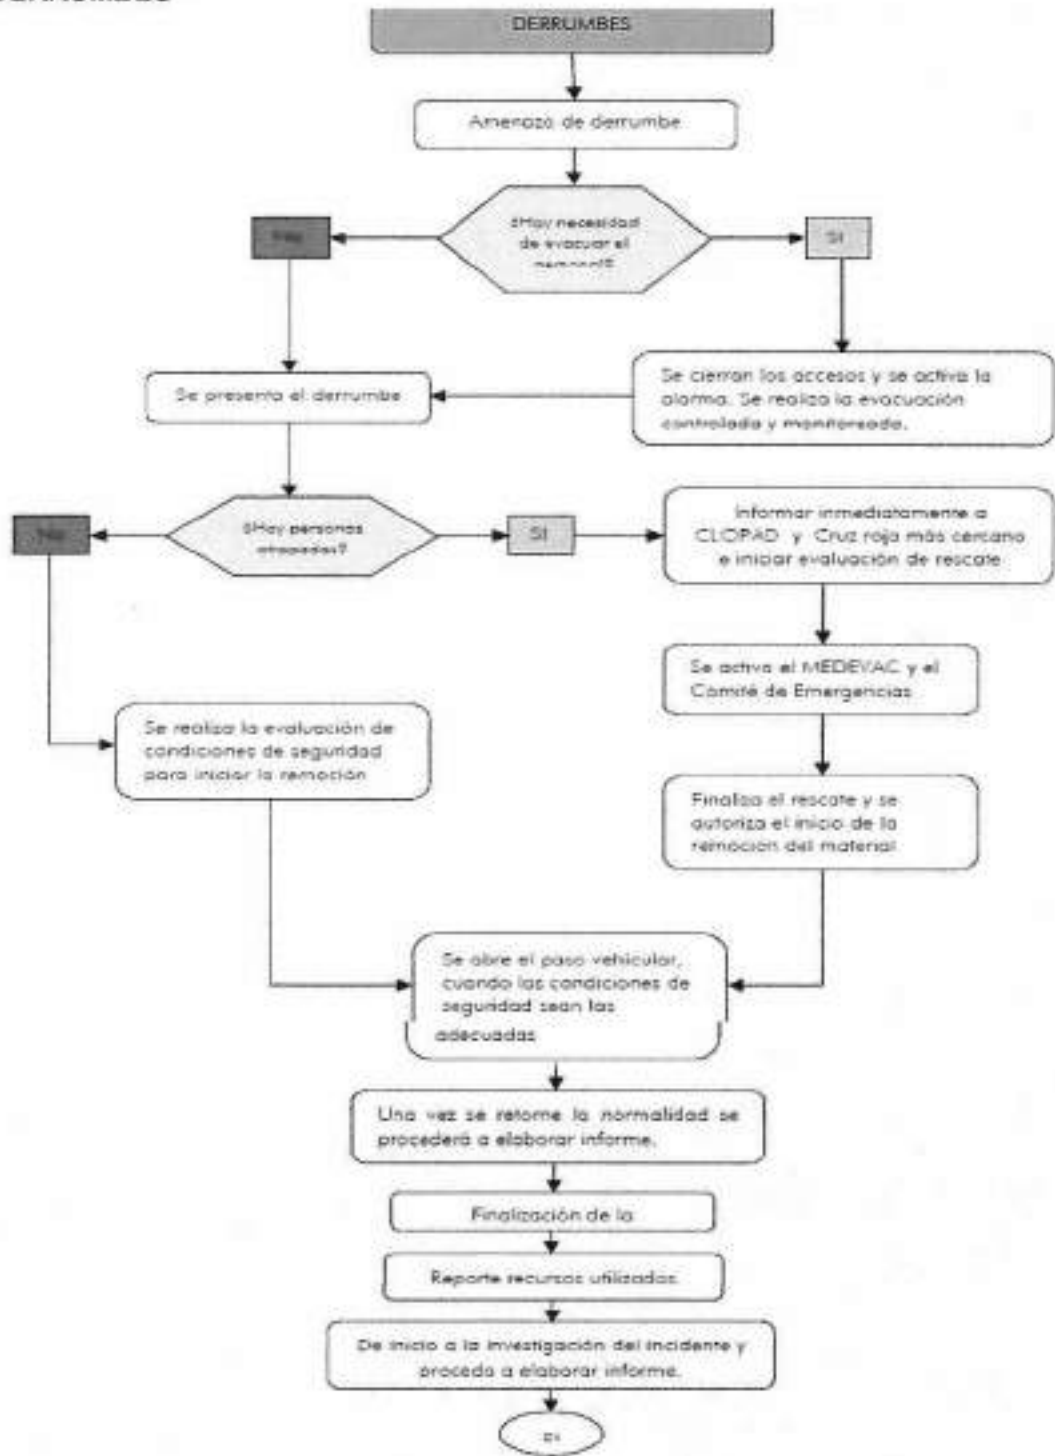 DERRUMBES
Amenaza de derrumbe
¿Hay necesidad
de evacuar el
No
SI
Se cierran los accesos y se activa la
alarma. Se realiza la evacuación
controlada y monitoreada.
Se presenta el derrumbe
¿Hay personas
atrapadas?
No
SI
Informar inmediatamente a
CLOPAD y Cruz roja más cercano
e iniciar evaluación de rescate
Se activa el MEDEVAC y el
Comité de Emergencias
Se realiza la evaluación de
condiciones de seguridad
para iniciar la remoción
Finaliza el rescate y se
autoriza el inicio de la
remoción del material
Se abre el paso vehicular,
cuando las condiciones de
seguridad sean las
adecuadas
Una vez se retorne la normalidad se
procederá a elaborar informe.
Finalización de la
Reporte recursos utilizados.
De inicio a la investigación del incidente y
proceda a elaborar informe.